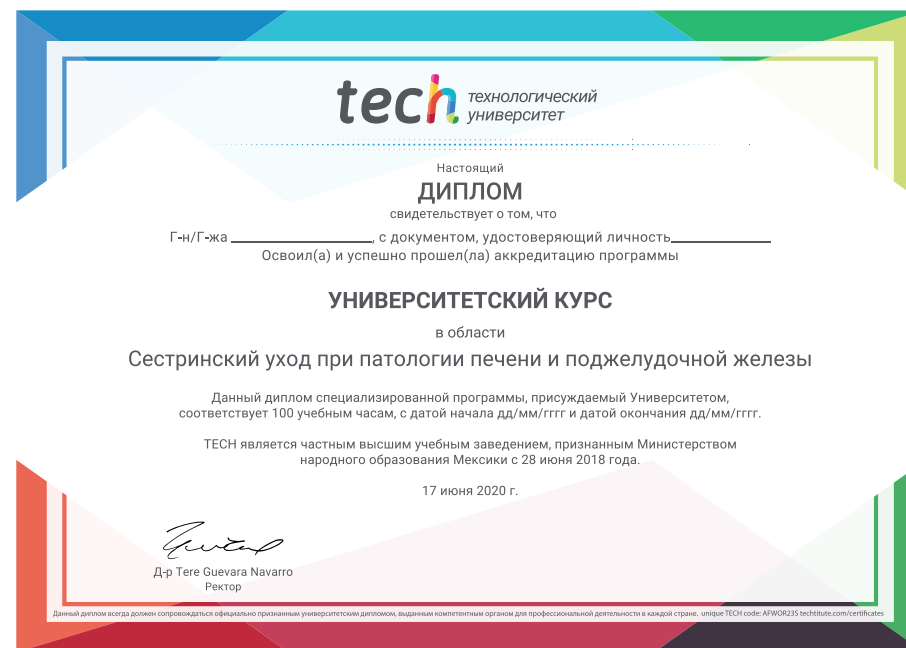 tech технологический
университет
Настоящий
ДИПЛОМ
свидетельствует о том, что
Г-н/Г-жа , с документом, удостоверяющий личность
Освоил(а) и успешно прошел(ла) аккредитацию программы
УНИВЕРСИТЕТСКИЙ КУРС
в области
Сестринский уход при патологии печени и поджелудочной железы
Данный диплом специализированной программы, присуждаемый Университетом,
соответствует 100 учебным часам, с датой начала дд/мм/гггг и датой окончания дд/мм/гггг.
TECH является частным высшим учебным заведением, признанным Министерством
народного образования Мексики с 28 июня 2018 года.
17 июня 2020 г.
Д-р Tere Guevara Navarro
Ректор
Данный диплом всегда должен сопровождаться официально признанным университетским дипломом, выданным компетентным органом для профессиональной деятельности в каждой стране. unique TECH code: AFWOR23S techtitute.com/certificates